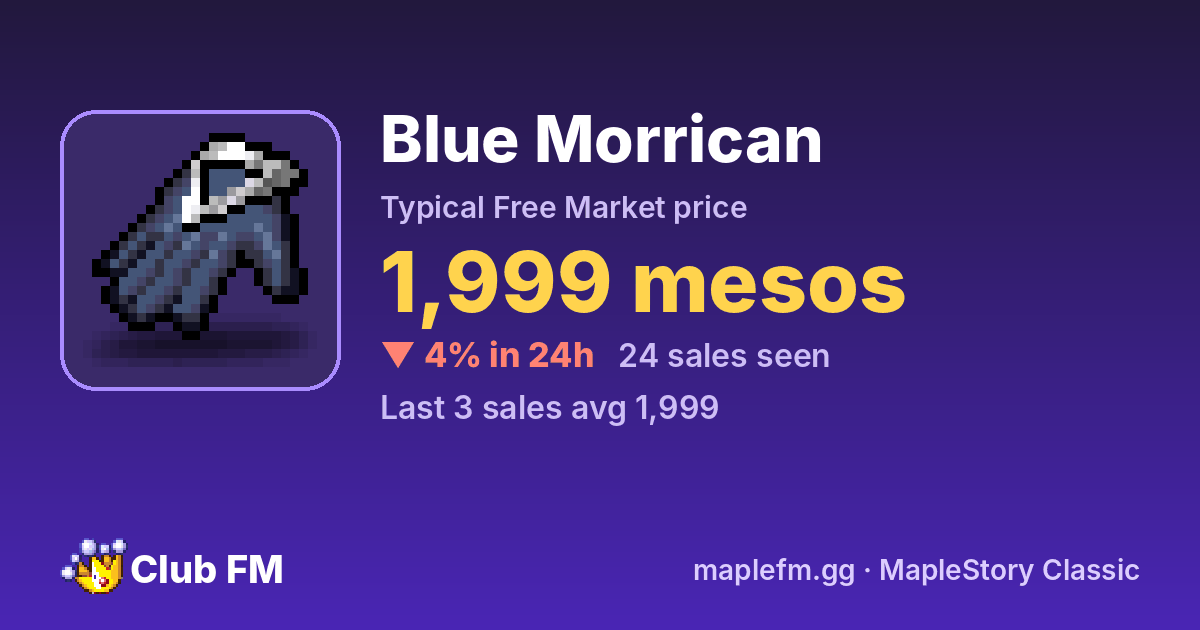 Blue Morrican
Typical Free Market price
1,999 mesos
▼ 4% in 24h 24 sales seen
Last 3 sales avg 1,999
Club FM
maplefm.gg · MapleStory Classic